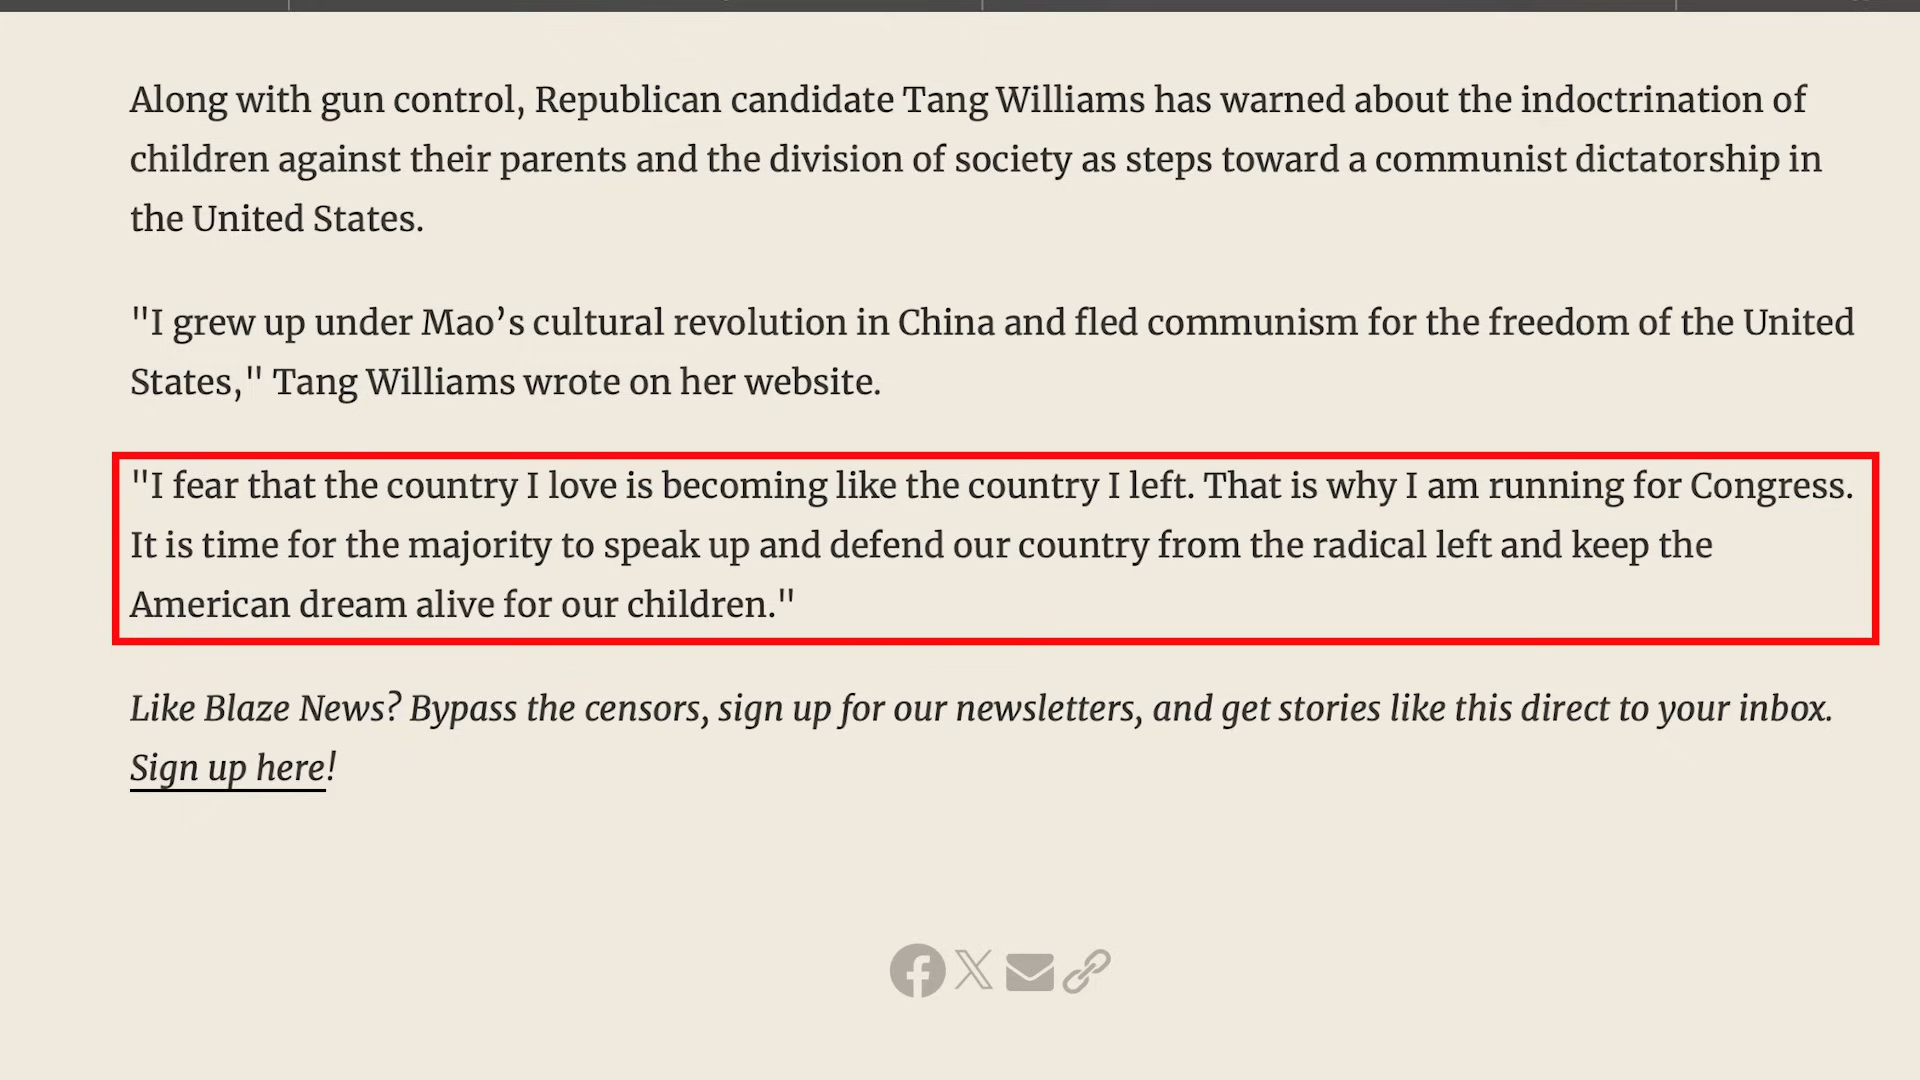 Along with gun control, Republican candidate Tang Williams has warned about the indoctrination of
children against their parents and the division of society as steps toward a communist dictatorship in
the United States.
"I grew up under Mao’s cultural revolution in China and fled communism for the freedom of the United
States," Tang Williams wrote on her website.
"I fear that the country I love is becoming like the country I left. That is why I am running for Congress.
It is time for the majority to speak up and defend our country from the radical left and keep the
American dream alive for our children."
Like Blaze News? Bypass the censors, sign up for our newsletters, and get stories like this direct to your inbox.
Sign up here!